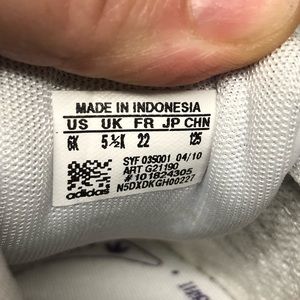 MADE IN INDONESIA
US UK FR JP CHN
6K 5½K 22 125
SYF 039001 04/10
ART G21190
#101824305
N5DXDKGH00227
adidas